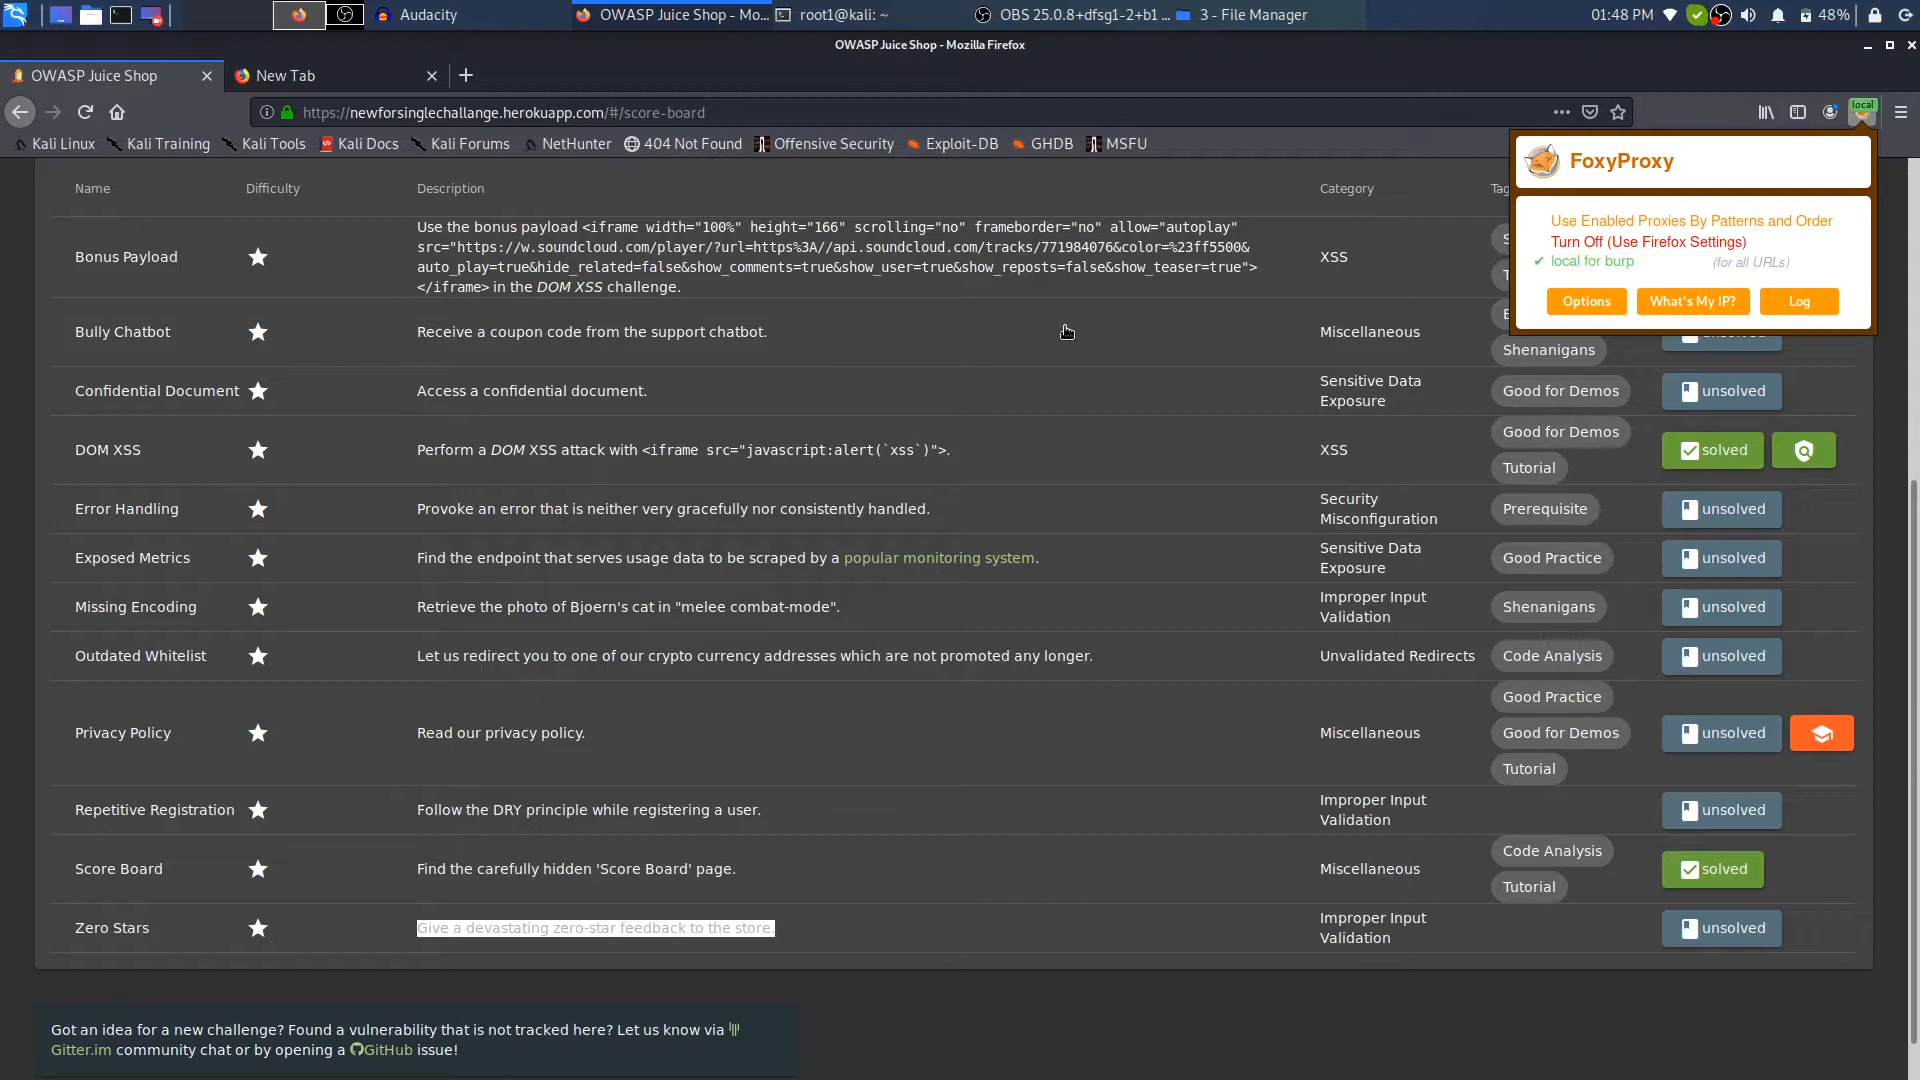 Audacity
OWASP Juice Shop - Mo...
root1@kali: ~
OBS 25.0.8+dfsg1-2+b1 ...
3 - File Manager
01:48 PM
48%
OWASP Juice Shop - Mozilla Firefox
OWASP Juice Shop
New Tab
https://newforsinglechallange.herokuapp.com/#/score-board
local
Kali Linux
Kali Training
Kali Tools
Kali Docs
Kali Forums
NetHunter
404 Not Found
Offensive Security
Exploit-DB
GHDB
MSFU
FoxyProxy
Use Enabled Proxies By Patterns and Order
Turn Off (Use Firefox Settings)
✔ local for burp (for all URLs)
Options
What's My IP?
Log
Name
Difficulty
Description
Category
Tag
Bonus Payload
Use the bonus payload <iframe width="100%" height="166" scrolling="no" frameborder="no" allow="autoplay"
src="https://w.soundcloud.com/player/?url=https%3A//api.soundcloud.com/tracks/771984076&color=%23ff5500&
auto_play=true&hide_related=false&show_comments=true&show_user=true&show_reposts=false&show_teaser=true">
</iframe> in the DOM XSS challenge.
XSS
Bully Chatbot
Receive a coupon code from the support chatbot.
Miscellaneous
Shenanigans
Confidential Document
Access a confidential document.
Sensitive Data
Exposure
Good for Demos
unsolved
DOM XSS
Perform a DOM XSS attack with <iframe src="javascript:alert(`xss`)">.
XSS
Good for Demos
Tutorial
solved
Error Handling
Provoke an error that is neither very gracefully nor consistently handled.
Security
Misconfiguration
Prerequisite
unsolved
Exposed Metrics
Find the endpoint that serves usage data to be scraped by a popular monitoring system.
Sensitive Data
Exposure
Good Practice
unsolved
Missing Encoding
Retrieve the photo of Bjoern's cat in "melee combat-mode".
Improper Input
Validation
Shenanigans
unsolved
Outdated Whitelist
Let us redirect you to one of our crypto currency addresses which are not promoted any longer.
Unvalidated Redirects
Code Analysis
unsolved
Privacy Policy
Read our privacy policy.
Miscellaneous
Good Practice
Good for Demos
Tutorial
unsolved
Repetitive Registration
Follow the DRY principle while registering a user.
Improper Input
Validation
unsolved
Score Board
Find the carefully hidden 'Score Board' page.
Miscellaneous
Code Analysis
Tutorial
solved
Zero Stars
Give a devastating zero-star feedback to the store.
Improper Input
Validation
unsolved
Got an idea for a new challenge? Found a vulnerability that is not tracked here? Let us know via
Gitter.im community chat or by opening a GitHub issue!